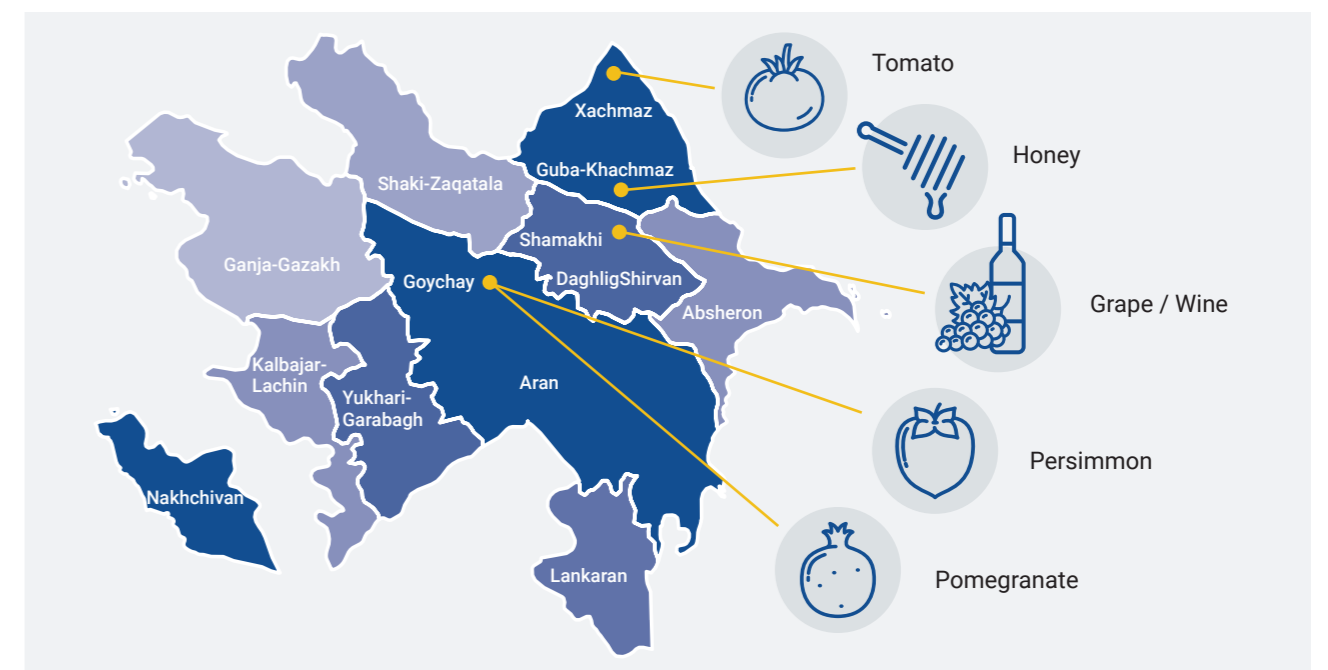 Tomato
Xachmaz
Honey
Guba-Khachmaz
Shaki-Zaqatala
Shamakhi
Ganja-Gazakh
Goychay
DaghligShirvan
Absheron
Grape / Wine
Kalbajar-
Lachin
Aran
Yukhari-
Garabagh
Persimmon
Nakhchivan
Lankaran
Pomegranate